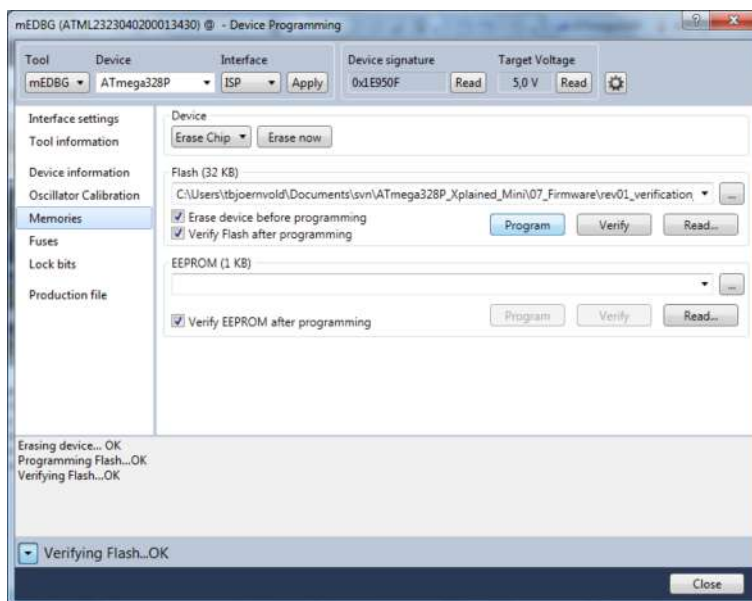 mEDBG (ATML2323040200013430) @ - Device Programming
Tool Device Interface Device signature Target Voltage
mEDBG ATmega328P ISP Apply 0x1E950F Read 5,0 V Read
Interface settings
Tool information
Device information
Oscillator Calibration
Memories
Fuses
Lock bits
Production file
Device
Erase Chip Erase now
Flash (32 KB)
C:\Users\tbjoernvold\Documents\svn\ATmega328P_Xplained_Mini\07_Firmware\rev01_verification
...
Erase device before programming
Verify Flash after programming
Program Verify Read...
EEPROM (1 KB)
...
Verify EEPROM after programming
Program Verify Read...
Erasing device... OK
Programming Flash...OK
Verifying Flash...OK
Verifying Flash...OK
Close